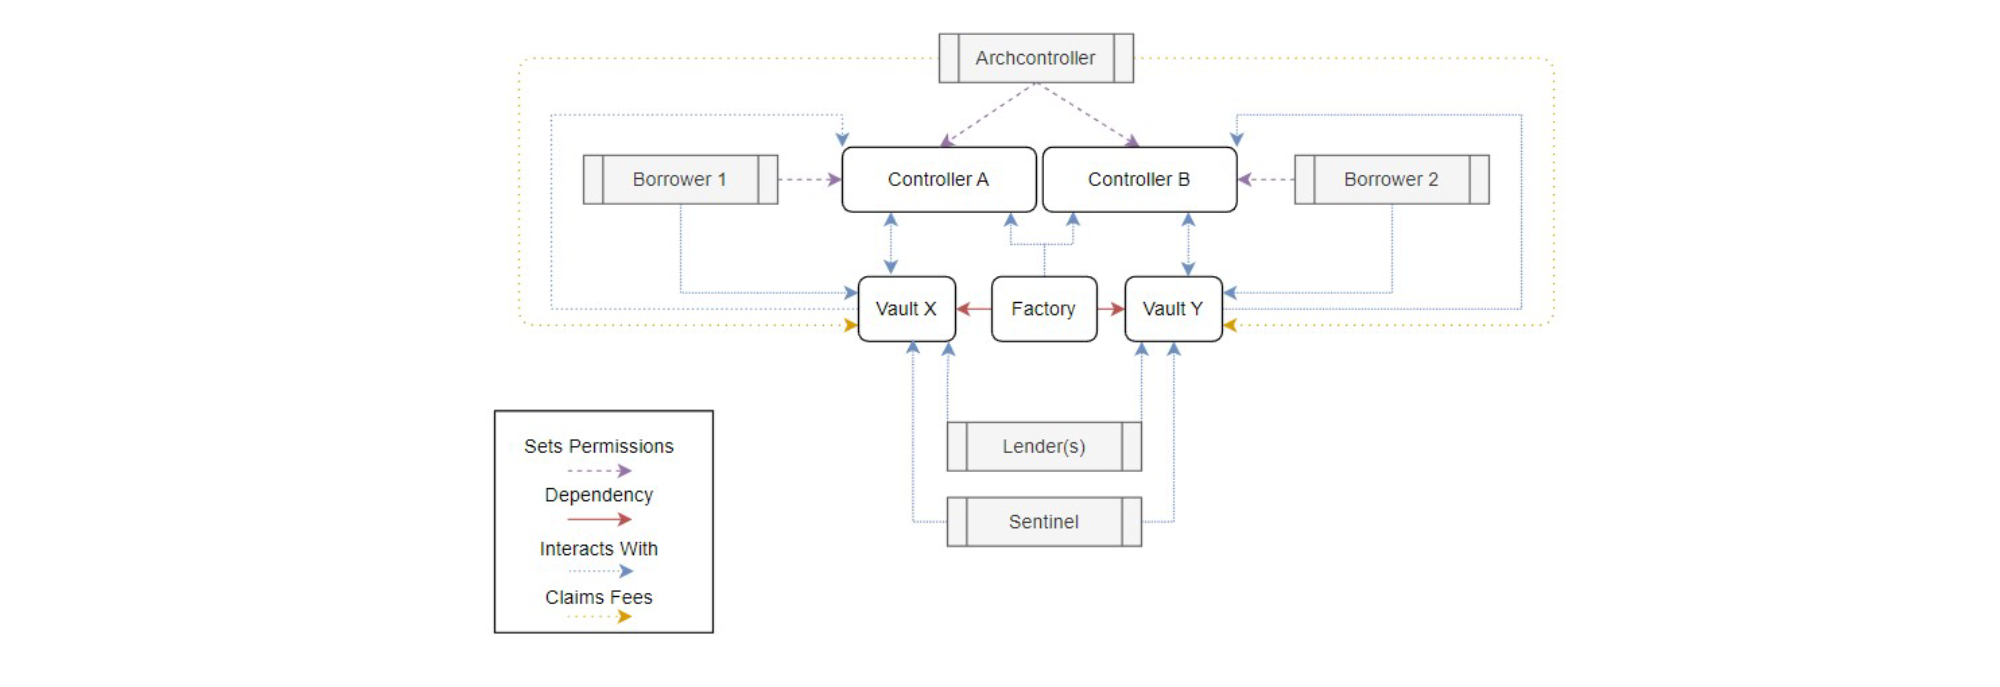 Archcontroller
Borrower 1
Controller A
Controller B
Borrower 2
Vault X
Factory
Vault Y
Lender(s)
Sentinel
Sets Permissions
Dependency
Interacts With
Claims Fees